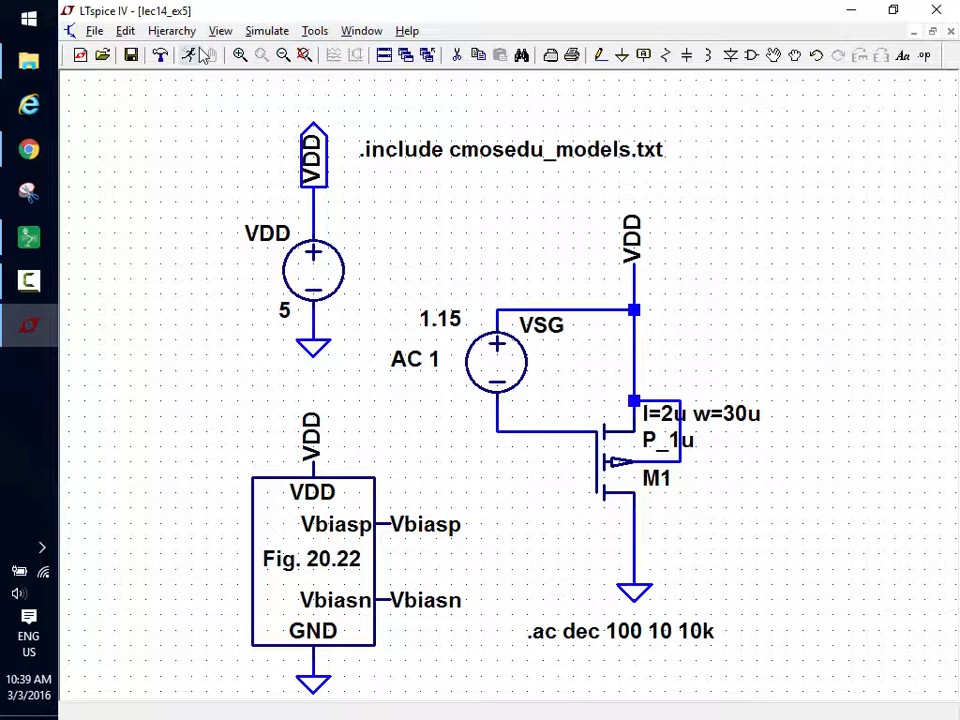 LTspice IV - [lec14_ex5]
File Edit Hierarchy View Simulate Tools Window Help
Aa .op
VDD
.include cmosedu_models.txt
VDD
5
VDD
1.15
VSG
AC 1
l=2u w=30u
P_1u
M1
VDD
VDD
Vbiasp Vbiasp
Fig. 20.22
Vbiasn Vbiasn
GND
.ac dec 100 10 10k
ENG
US
10:39 AM
3/3/2016